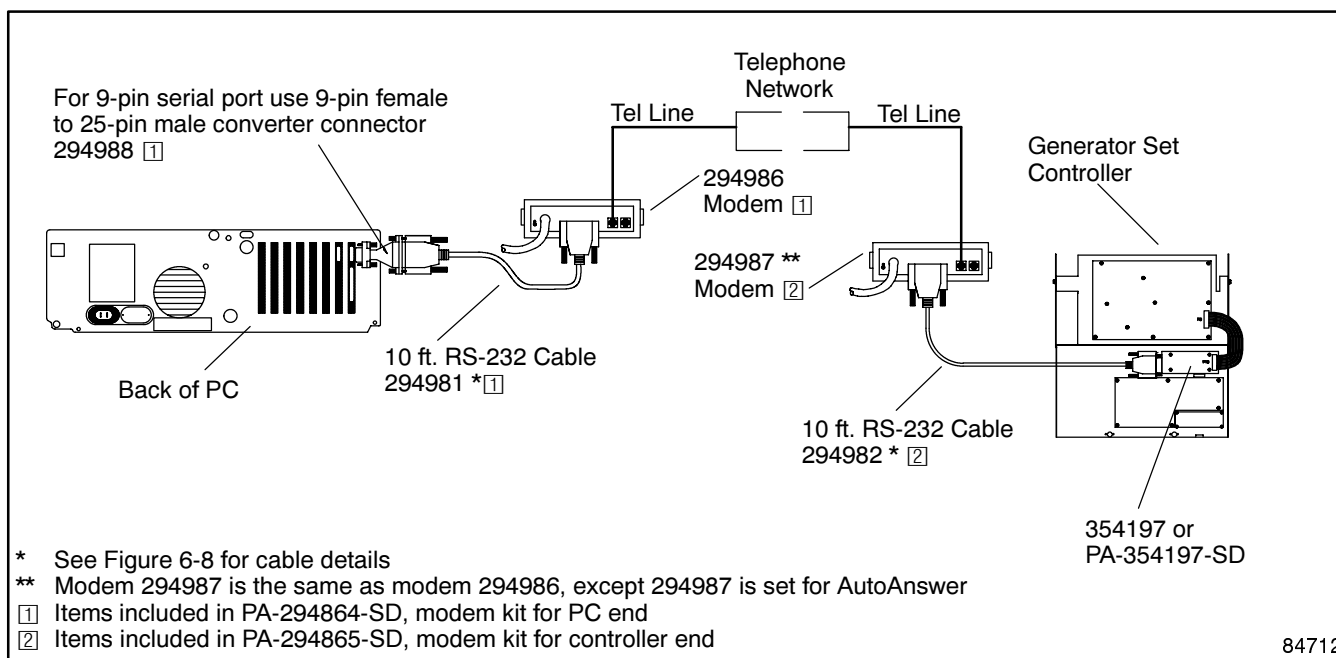 For 9-pin serial port use 9-pin female
to 25-pin male converter connector
294988 1
Telephone
Network
Tel Line
Tel Line
294986
Modem 1
Generator Set
Controller
294987 **
Modem 2
Back of PC
10 ft. RS-232 Cable
294981 * 1
10 ft. RS-232 Cable
294982 * 2
354197 or
PA-354197-SD
* See Figure 6-8 for cable details
** Modem 294987 is the same as modem 294986, except 294987 is set for AutoAnswer
1 Items included in PA-294864-SD, modem kit for PC end
2 Items included in PA-294865-SD, modem kit for controller end
84712